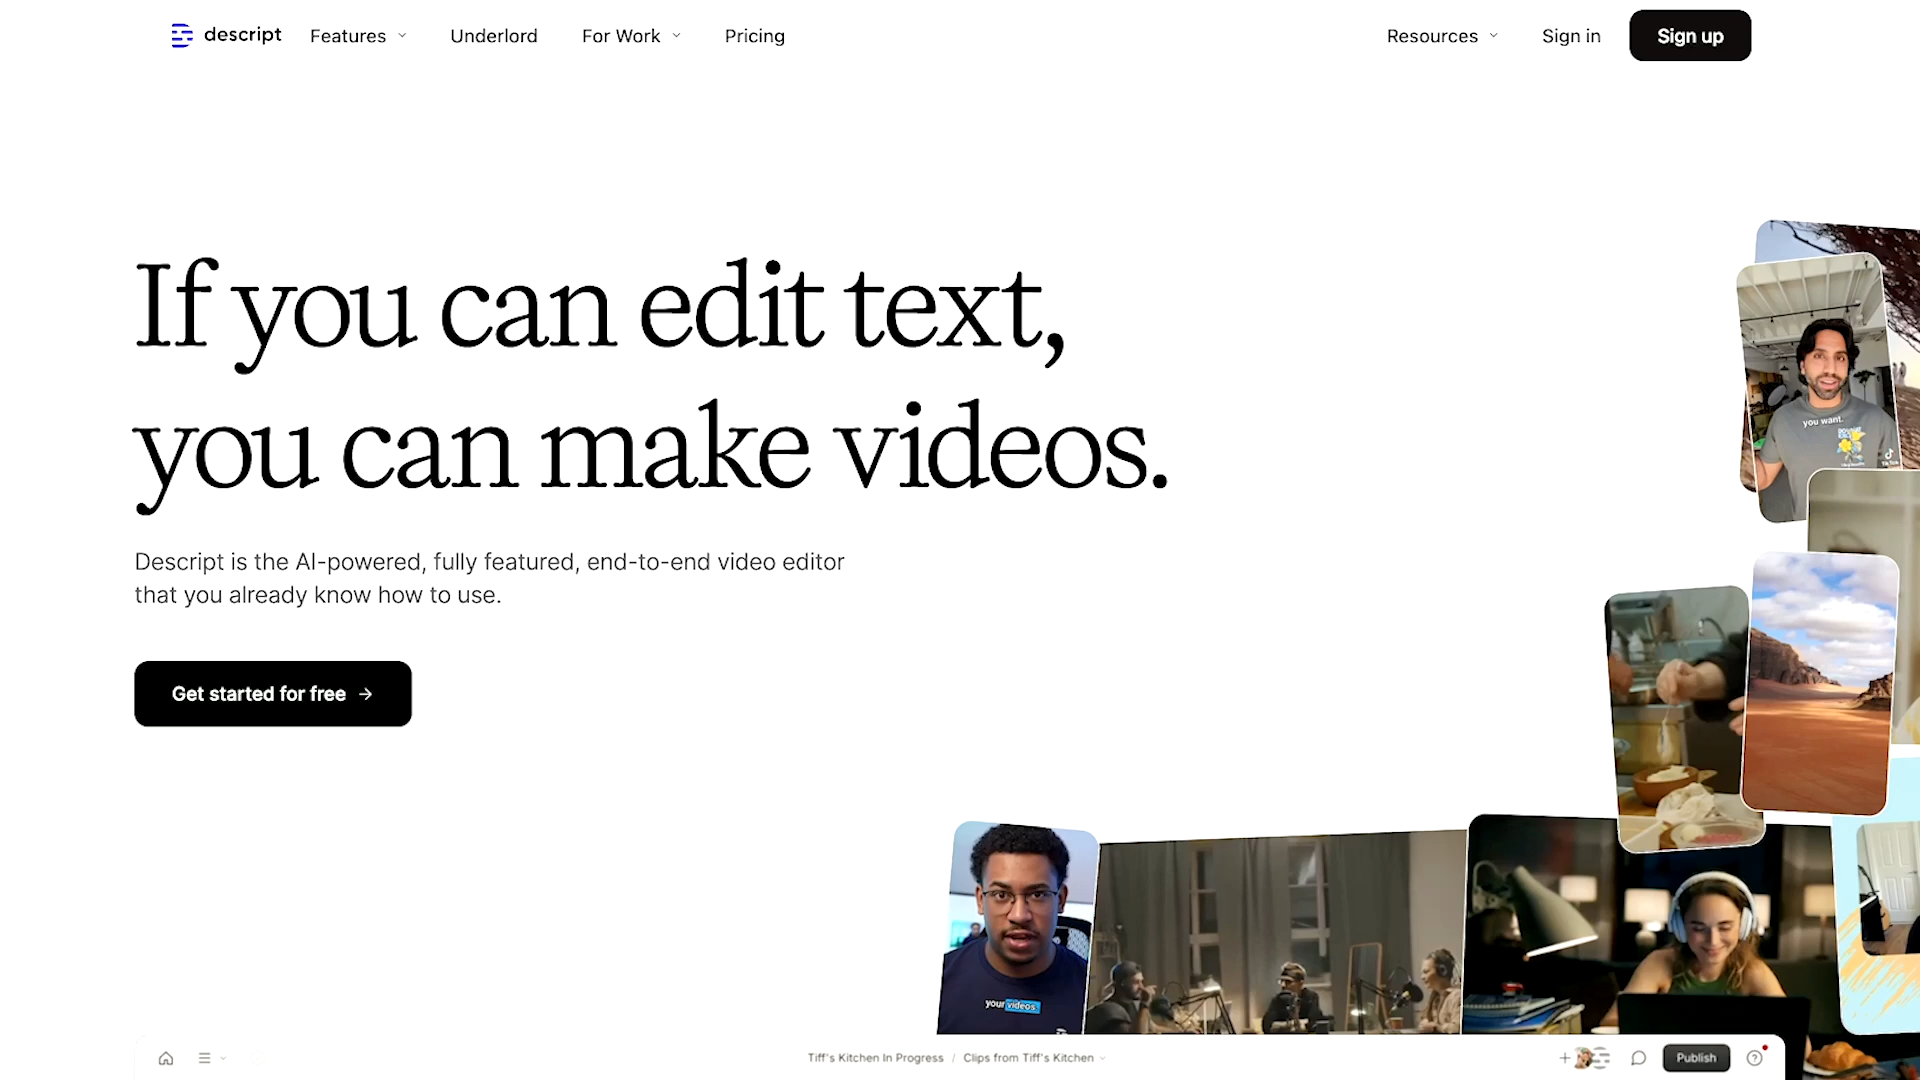 descript
Features
Underlord
For Work
Pricing
Resources
Sign in
Sign up
If you can edit text,
you can make videos.
Descript is the AI-powered, fully featured, end-to-end video editor
that you already know how to use.
Get started for free →
you want.
your videos.
Tiff's Kitchen In Progress / Clips from Tiff's Kitchen
Publish
?